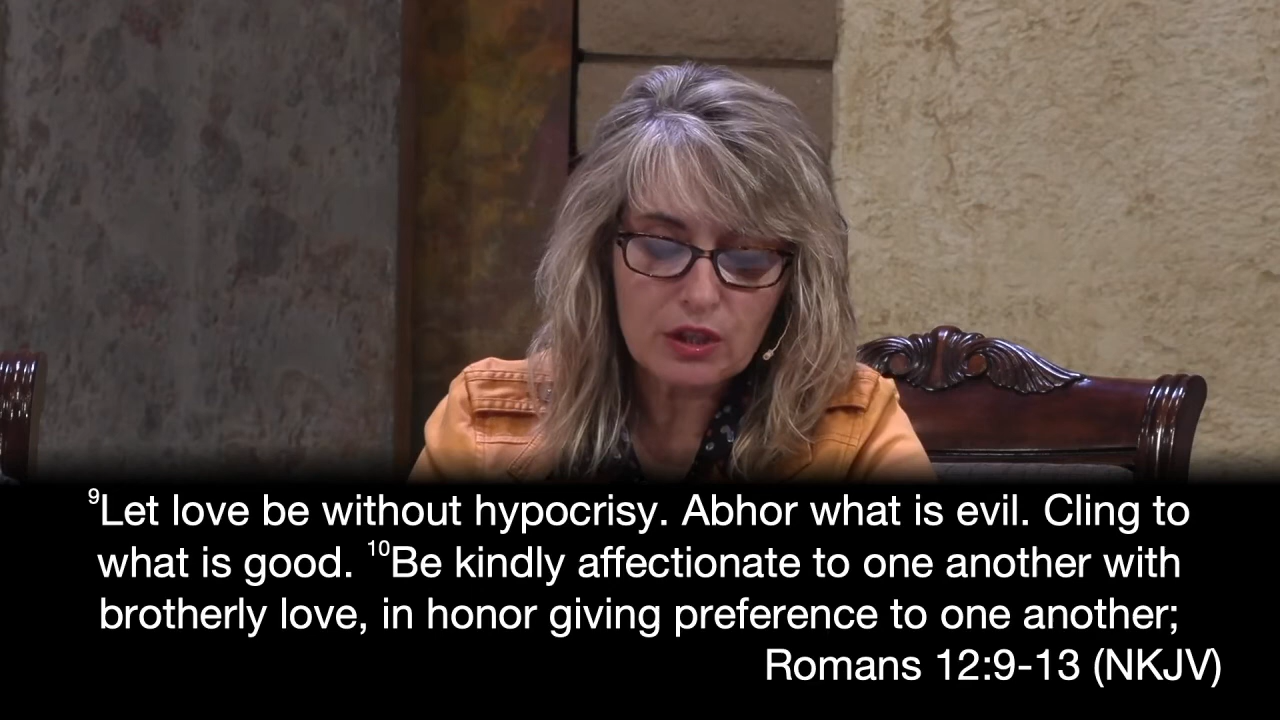 ⁹Let love be without hypocrisy. Abhor what is evil. Cling to
what is good. ¹⁰Be kindly affectionate to one another with
brotherly love, in honor giving preference to one another;
Romans 12:9-13 (NKJV)